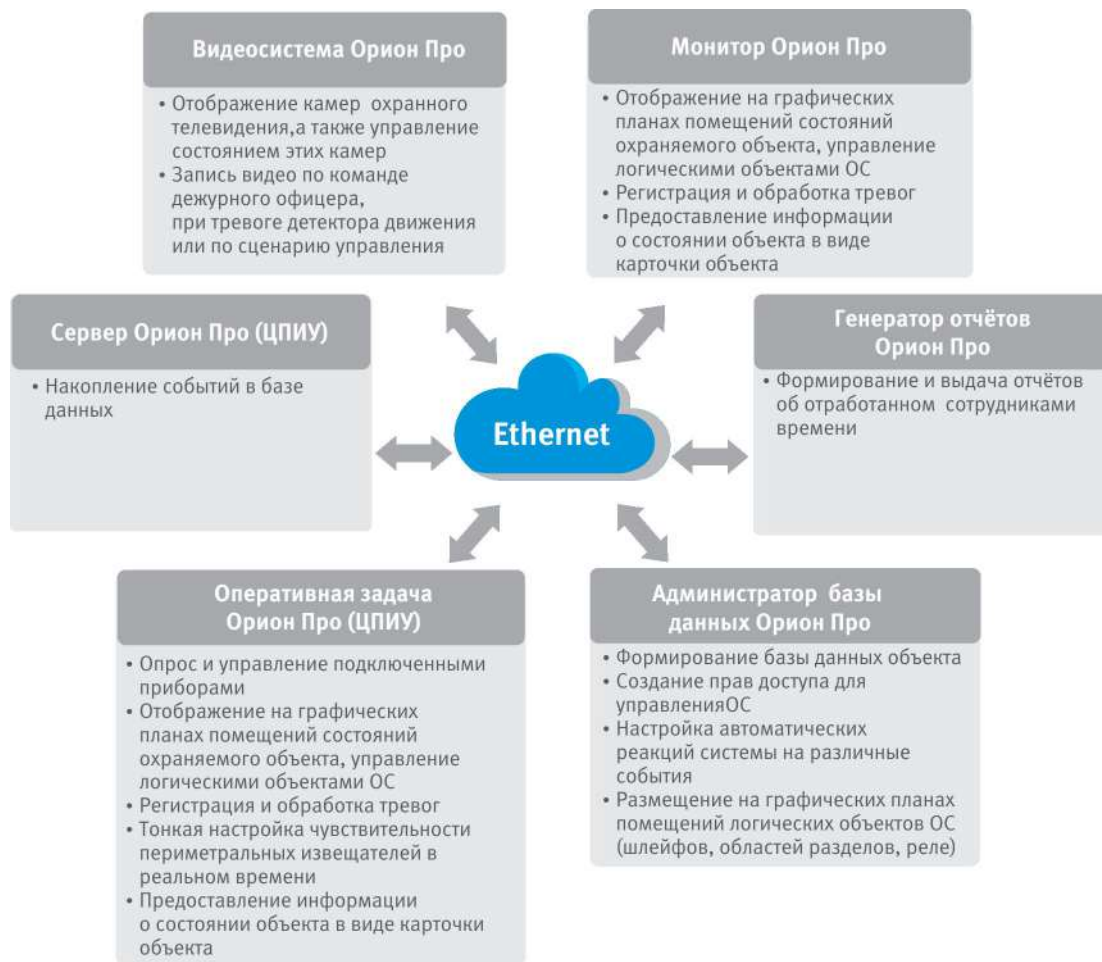 Видеосистема Орион Про
• Отображение камер охранного
телевидения,а также управление
состоянием этих камер
• Запись видео по команде
дежурного офицера,
при тревоге детектора движения
или по сценарию управления
Монитор Орион Про
• Отображение на графических
планах помещений состояний
охраняемого объекта, управление
логическими объектами ОС
• Регистрация и обработка тревог
• Предоставление информации
о состоянии объекта в виде
карточки объекта
Сервер Орион Про (ЦПИУ)
• Накопление событий в базе
данных
Ethernet
Генератор отчётов
Орион Про
• Формирование и выдача отчётов
об отработанном сотрудниками
времени
Оперативная задача
Орион Про (ЦПИУ)
• Опрос и управление подключенными
приборами
• Отображение на графических
планах помещений состояний
охраняемого объекта, управление
логическими объектами ОС
• Регистрация и обработка тревог
• Тонкая настройка чувствительности
периметральных извещателей в
реальном времени
• Предоставление информации
о состоянии объекта в виде карточки
объекта
Администратор базы
данных Орион Про
• Формирование базы данных объекта
• Создание прав доступа для
управленияОС
• Настройка автоматических
реакций системы на различные
события
• Размещение на графических планах
помещений логических объектов ОС
(шлейфов, областей разделов, реле)